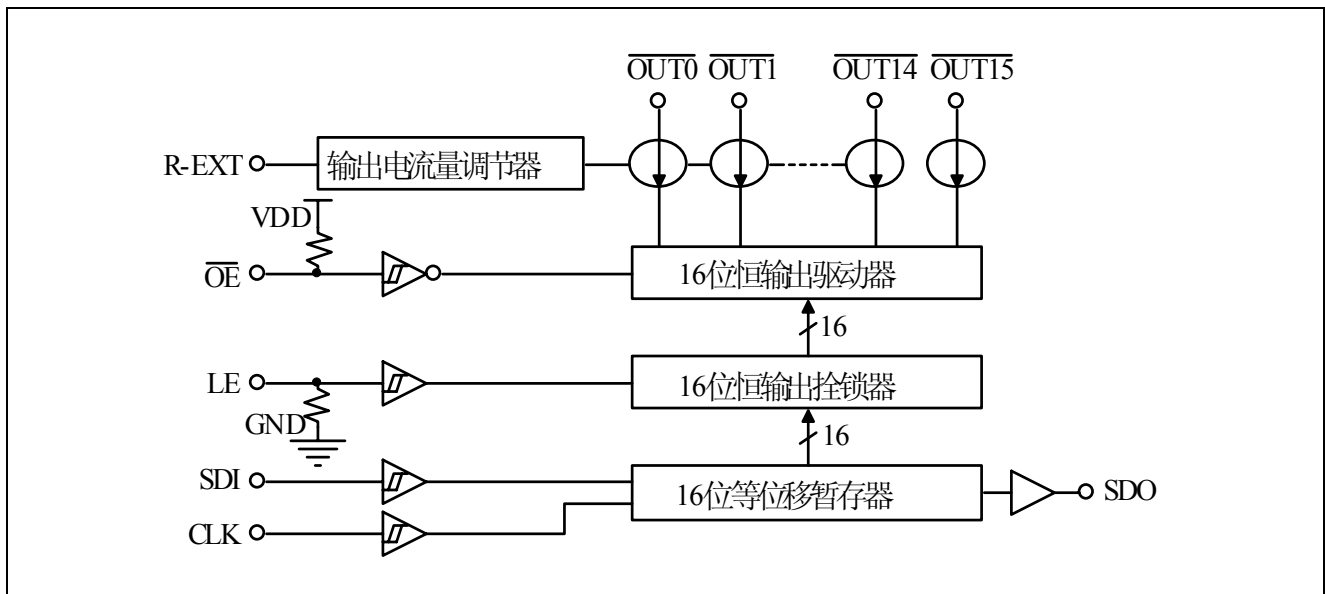 OUT0 OUT1 OUT14 OUT15
R-EXT 输出电流量调节器
VDD
OE 16位恒输出驱动器
16
LE 16位恒输出拴锁器
GND
16
SDI 16位等位移暂存器 SDO
CLK